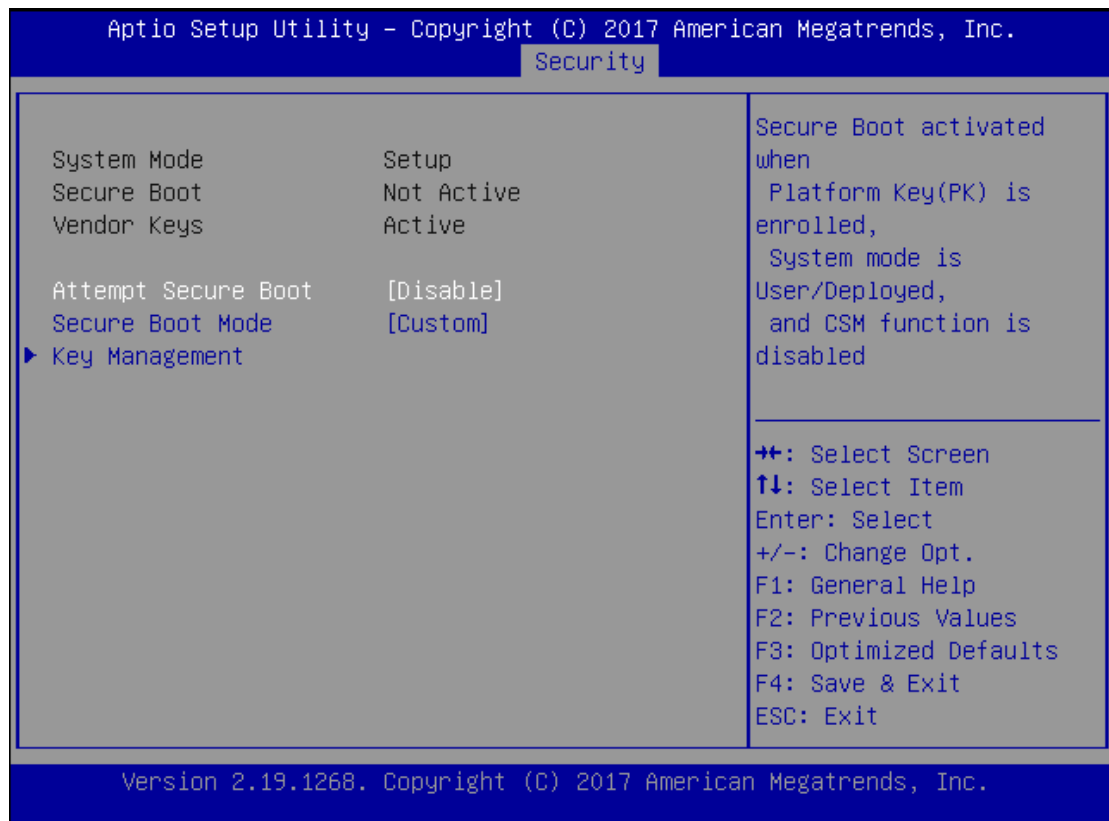 Aptio Setup Utility – Copyright (C) 2017 American Megatrends, Inc.
Security
System Mode Setup
Secure Boot Not Active
Vendor Keys Active
Attempt Secure Boot [Disable]
Secure Boot Mode [Custom]
▶ Key Management
Secure Boot activated
when
Platform Key(PK) is
enrolled,
System mode is
User/Deployed,
and CSM function is
disabled
→←: Select Screen
↑↓: Select Item
Enter: Select
+/-: Change Opt.
F1: General Help
F2: Previous Values
F3: Optimized Defaults
F4: Save & Exit
ESC: Exit
Version 2.19.1268. Copyright (C) 2017 American Megatrends, Inc.